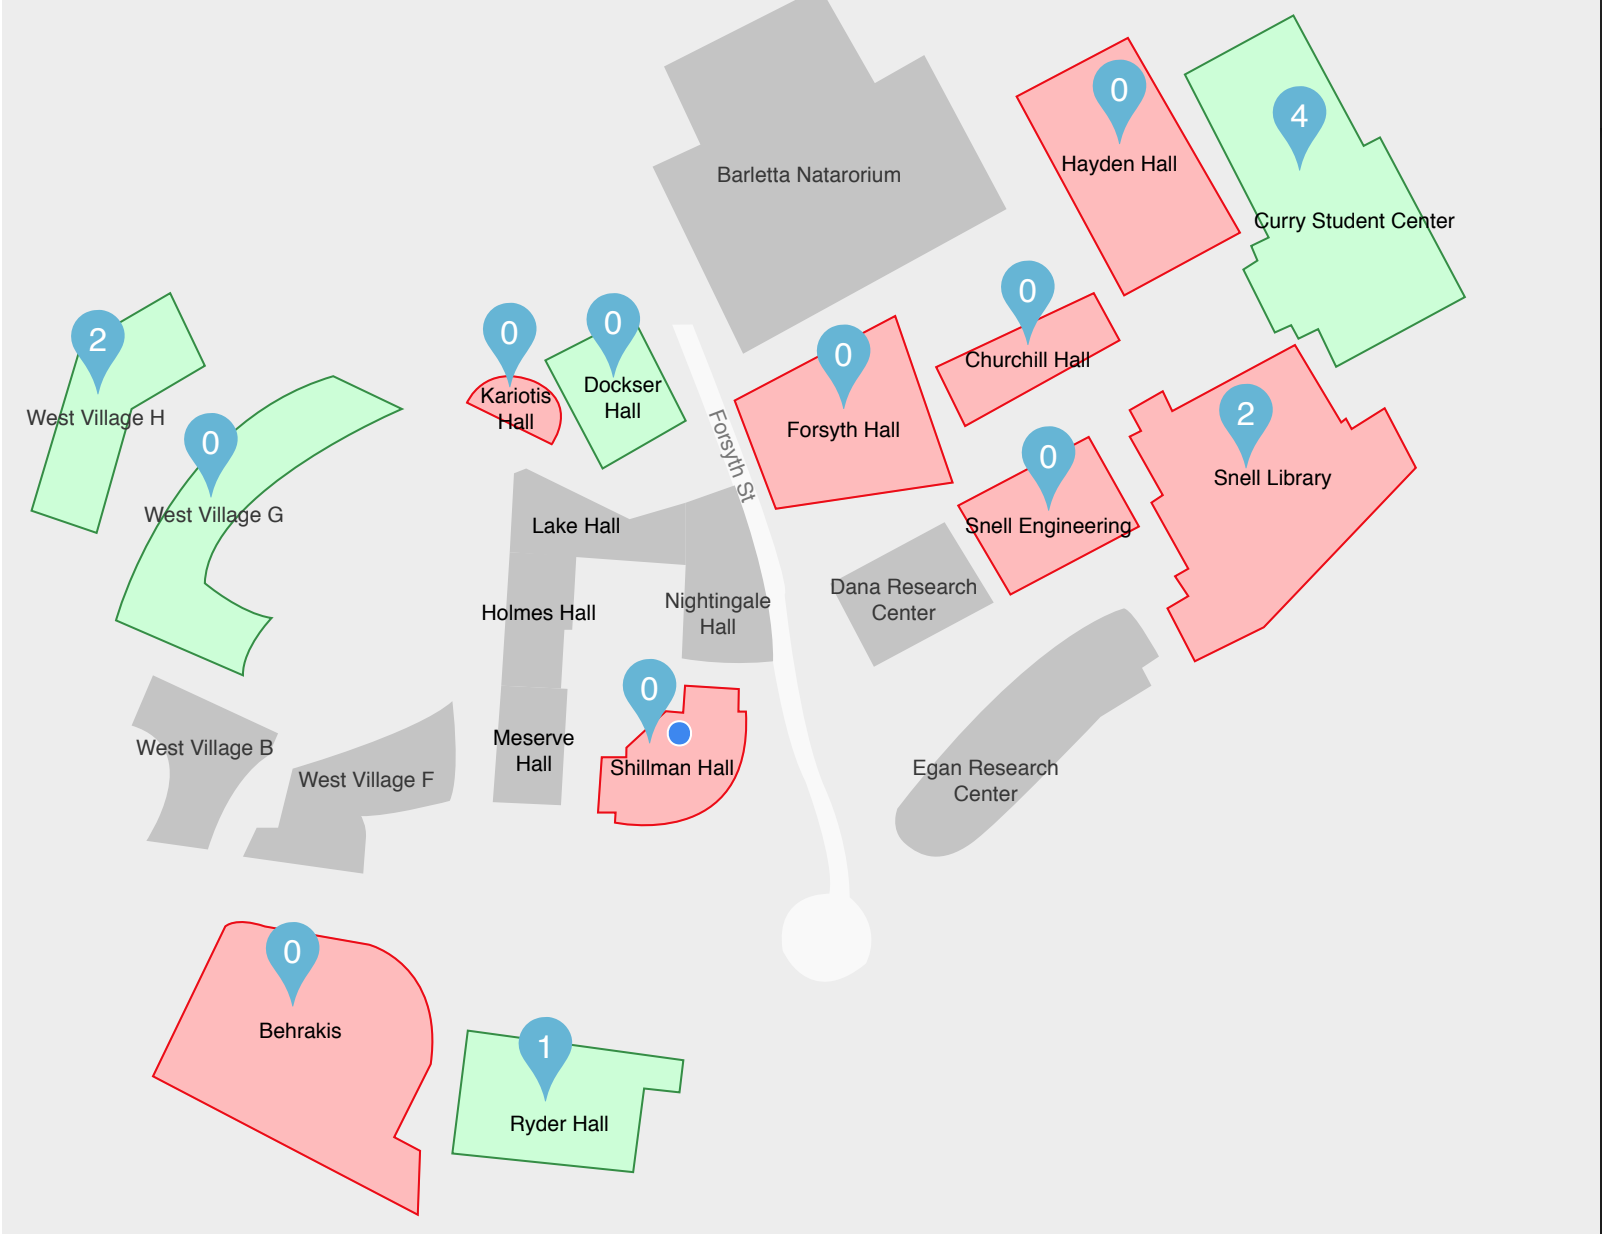 0
Hayden Hall
4
Curry Student Center
Barletta Natarorium
0
Churchill Hall
2
West Village H
0
West Village G
0
Kariotis
Hall
0
Dockser
Hall
Forsyth St
0
Forsyth Hall
2
Snell Library
0
Snell Engineering
Lake Hall
Holmes Hall
Nightingale
Hall
Dana Research
Center
0
Shillman Hall
Meserve
Hall
West Village B
West Village F
Egan Research
Center
0
Behrakis
1
Ryder Hall